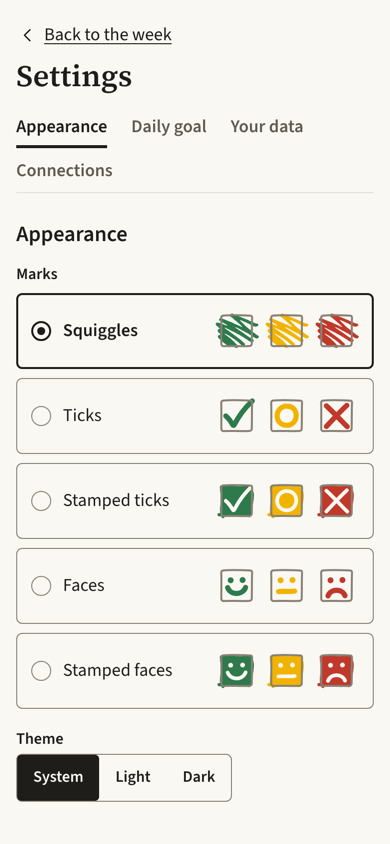 Back to the week
Settings
Appearance Daily goal Your data
Connections
Appearance
Marks
Squiggles
Ticks
Stamped ticks
Faces
Stamped faces
Theme
System Light Dark